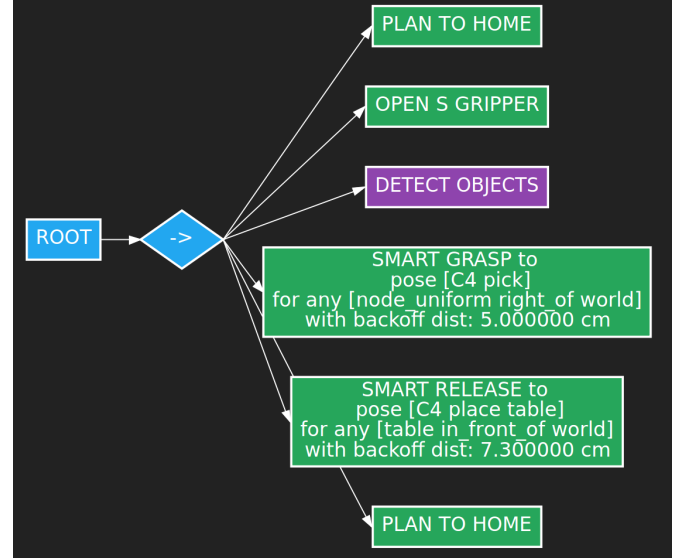 PLAN TO HOME
OPEN S GRIPPER
DETECT OBJECTS
ROOT
->
SMART GRASP to
pose [C4 pick]
for any [node_uniform right_of world]
with backoff dist: 5.000000 cm
SMART RELEASE to
pose [C4 place table]
for any [table in_front_of world]
with backoff dist: 7.300000 cm
PLAN TO HOME